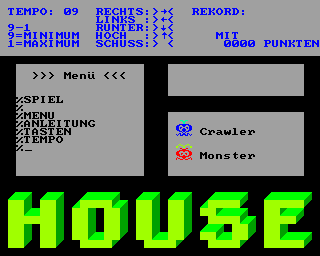 TEMPO: 09 RECHTS:>→< REKORD:
LINKS :>←<
9-1 RUNTER:>↓<
9=MINIMUM HOCH :>↑< MIT
1=MAXIMUM SCHUSS:> < 0000 PUNKTEN
>>> Menü <<<
%SPIEL
%
%MENU
%ANLEITUNG
%TASTEN
%TEMPO
%_
Crawler
Monster
HOUSE